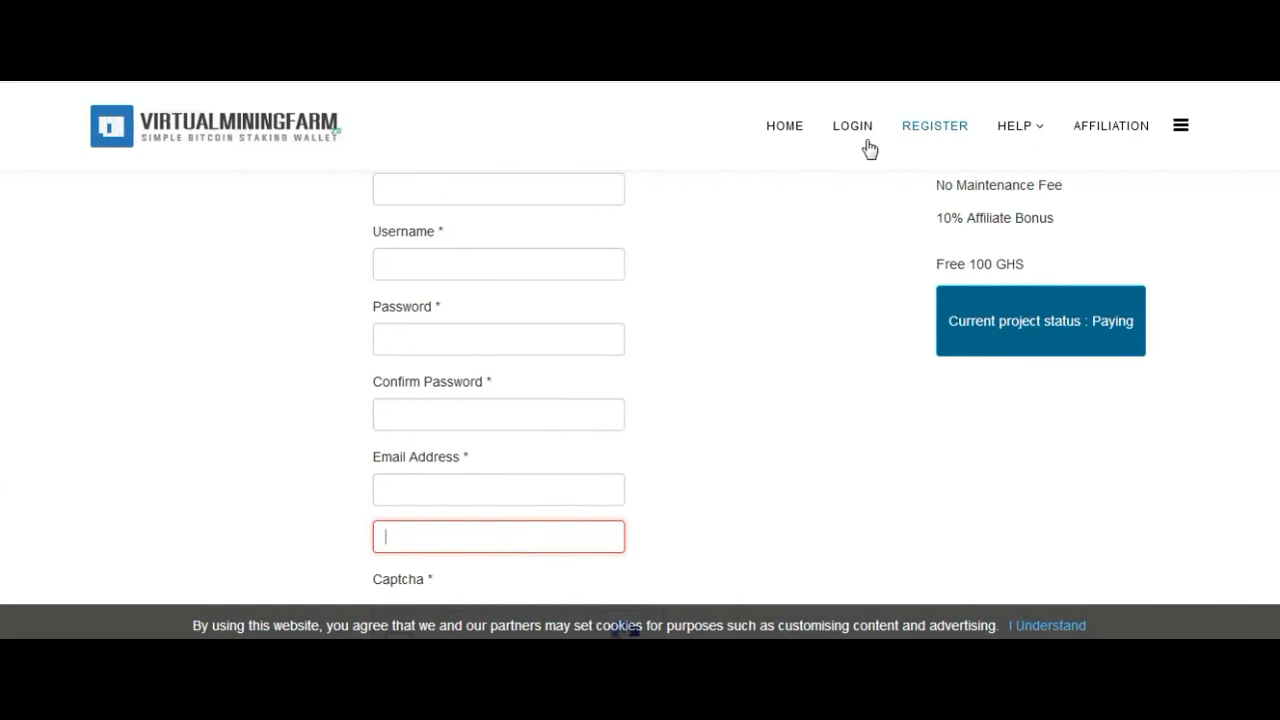 VIRTUALMININGFARM
SIMPLE BITCOIN STAKING WALLET
HOME LOGIN REGISTER HELP AFFILIATION
No Maintenance Fee
10% Affiliate Bonus
Username *
Free 100 GHS
Password *
Current project status : Paying
Confirm Password *
Email Address *
Captcha *
By using this website, you agree that we and our partners may set cookies for purposes such as customising content and advertising. I Understand